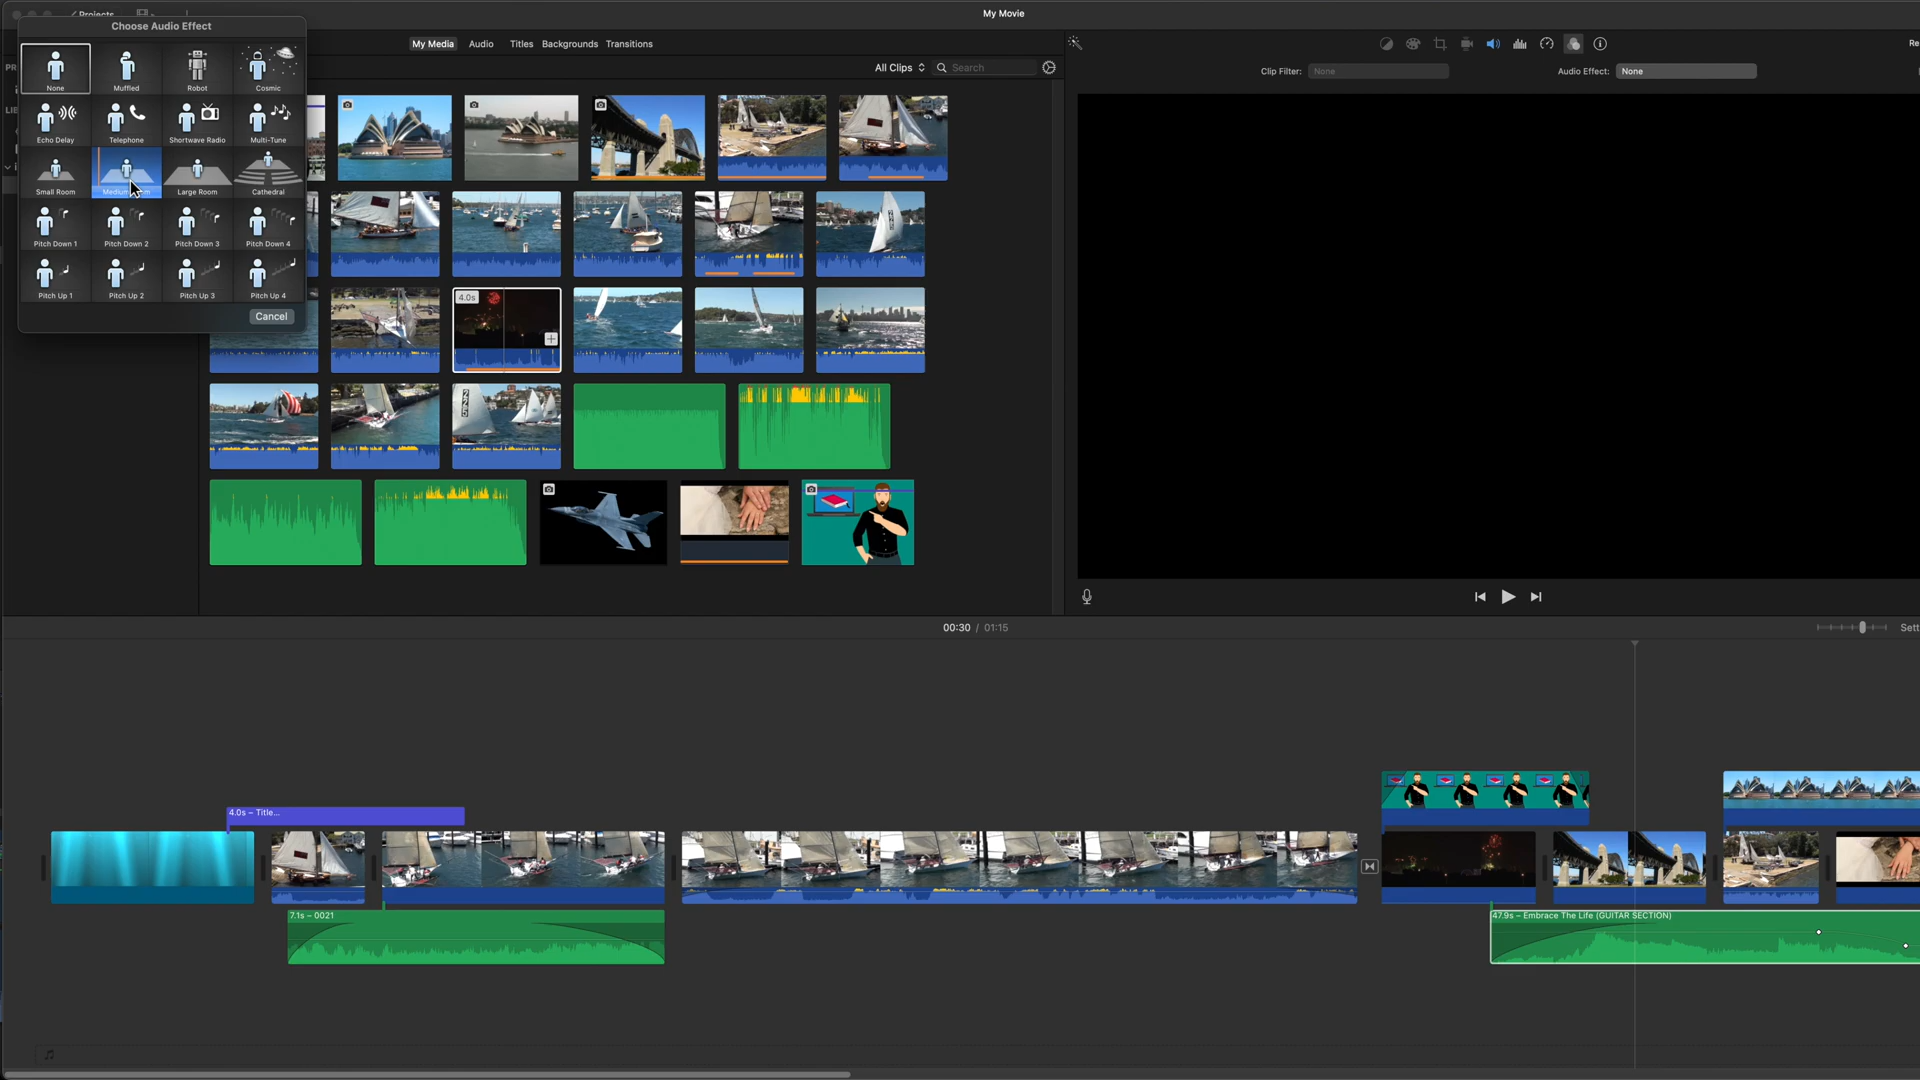 Projects
My Movie
Choose Audio Effect
None
Muffled
Robot
Cosmic
Echo Delay
Telephone
Shortwave Radio
Multi-Tune
Small Room
Large Room
Cathedral
Pitch Down 1
Pitch Down 2
Pitch Down 3
Pitch Down 4
Pitch Up 1
Pitch Up 2
Pitch Up 3
Pitch Up 4
Cancel
My Media
Audio
Titles
Backgrounds
Transitions
All Clips
Search
Clip Filter: None
Audio Effect: None
4.0s
00:30 / 01:15
4.0s – Title...
7.1s – 0021
47.9s – Embrace The Life (GUITAR SECTION)